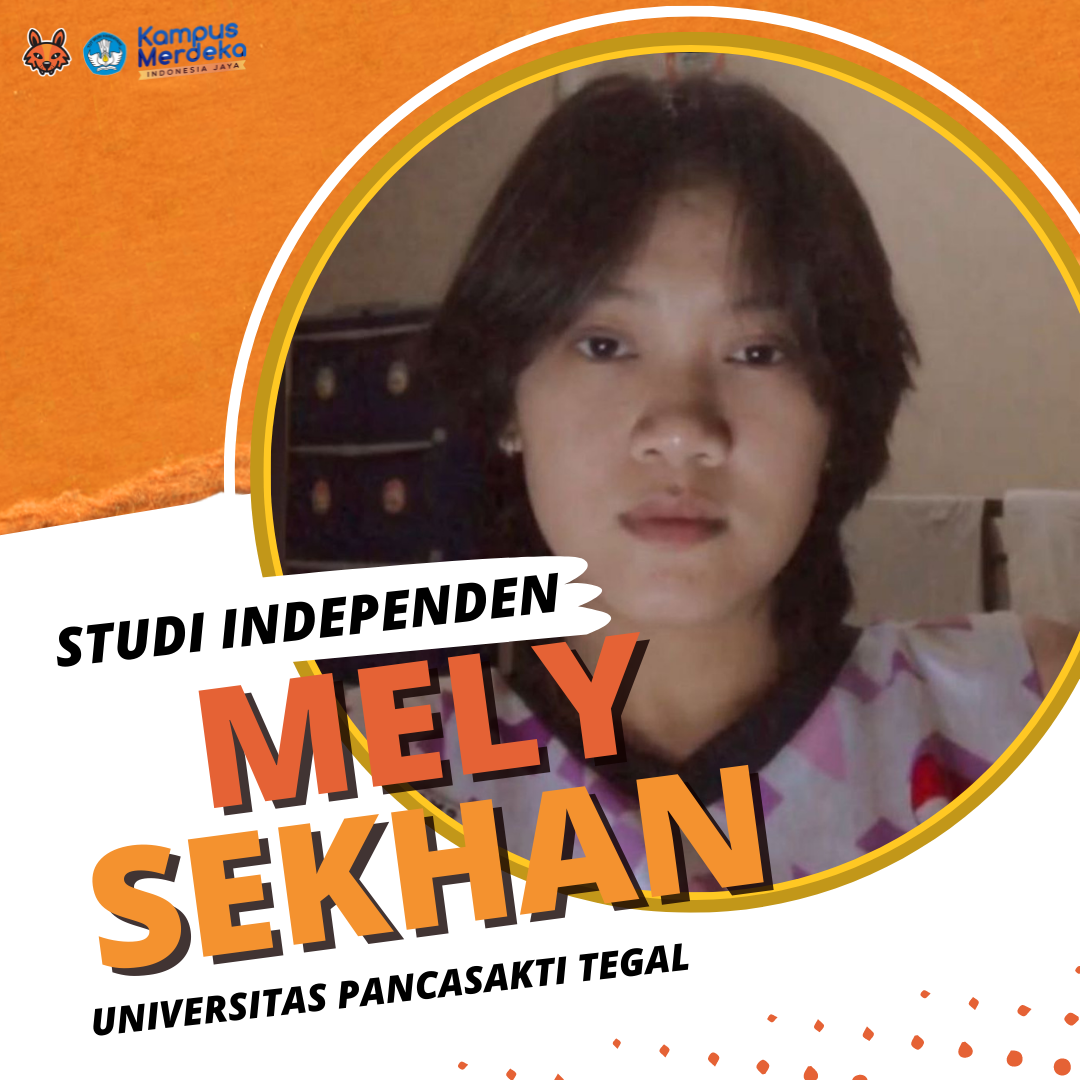 Kampus
Merdeka
INDONESIA JAYA
STUDI INDEPENDEN
MELY
SEKHAN
UNIVERSITAS PANCASAKTI TEGAL